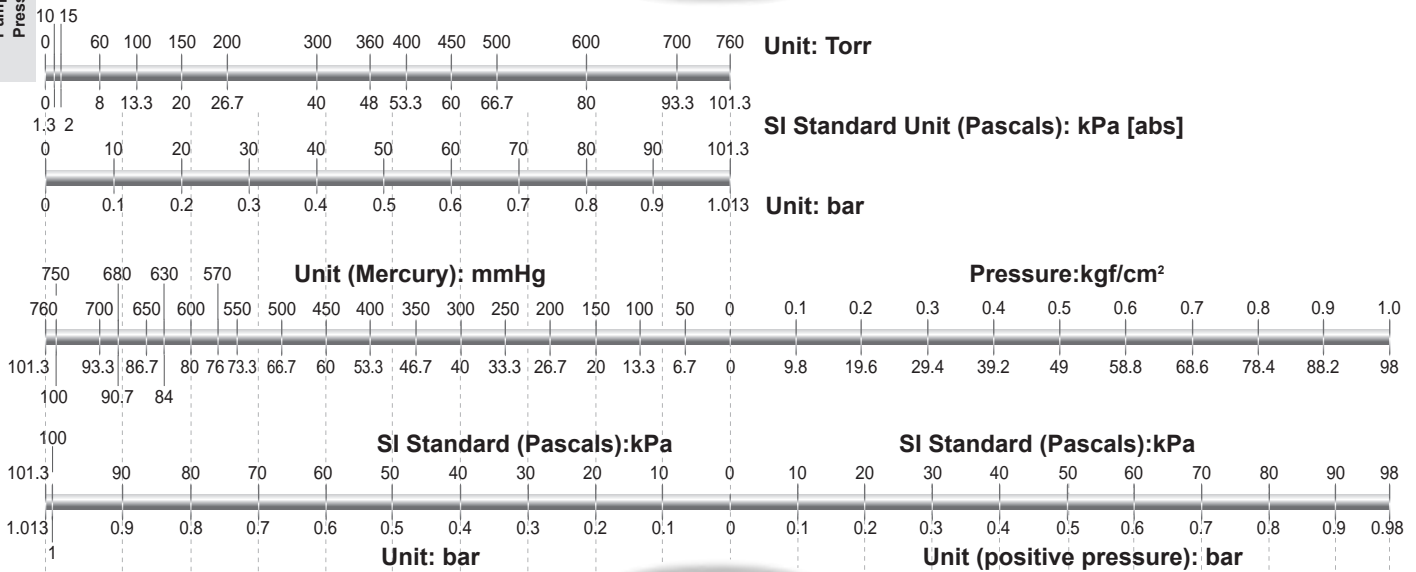 Press
10 15
0 60 100 150 200 300 360 400 450 500 600 700 760 Unit: Torr
0 8 13.3 20 26.7 40 48 53.3 60 66.7 80 93.3 101.3
1.3 2
SI Standard Unit (Pascals): kPa [abs]
0 10 20 30 40 50 60 70 80 90 101.3
0 0.1 0.2 0.3 0.4 0.5 0.6 0.7 0.8 0.9 1.013 Unit: bar
750 680 630 570 Unit (Mercury): mmHg Pressure:kgf/cm²
760 700 650 600 550 500 450 400 350 300 250 200 150 100 50 0 0.1 0.2 0.3 0.4 0.5 0.6 0.7 0.8 0.9 1.0
101.3 93.3 86.7 80 76 73.3 66.7 60 53.3 46.7 40 33.3 26.7 20 13.3 6.7 0 9.8 19.6 29.4 39.2 49 58.8 68.6 78.4 88.2 98
100 90.7 84
100 SI Standard (Pascals):kPa SI Standard (Pascals):kPa
101.3 90 80 70 60 50 40 30 20 10 0 10 20 30 40 50 60 70 80 90 98
1.013 0.9 0.8 0.7 0.6 0.5 0.4 0.3 0.2 0.1 0 0.1 0.2 0.3 0.4 0.5 0.6 0.7 0.8 0.9 0.98
1 Unit: bar Unit (positive pressure): bar